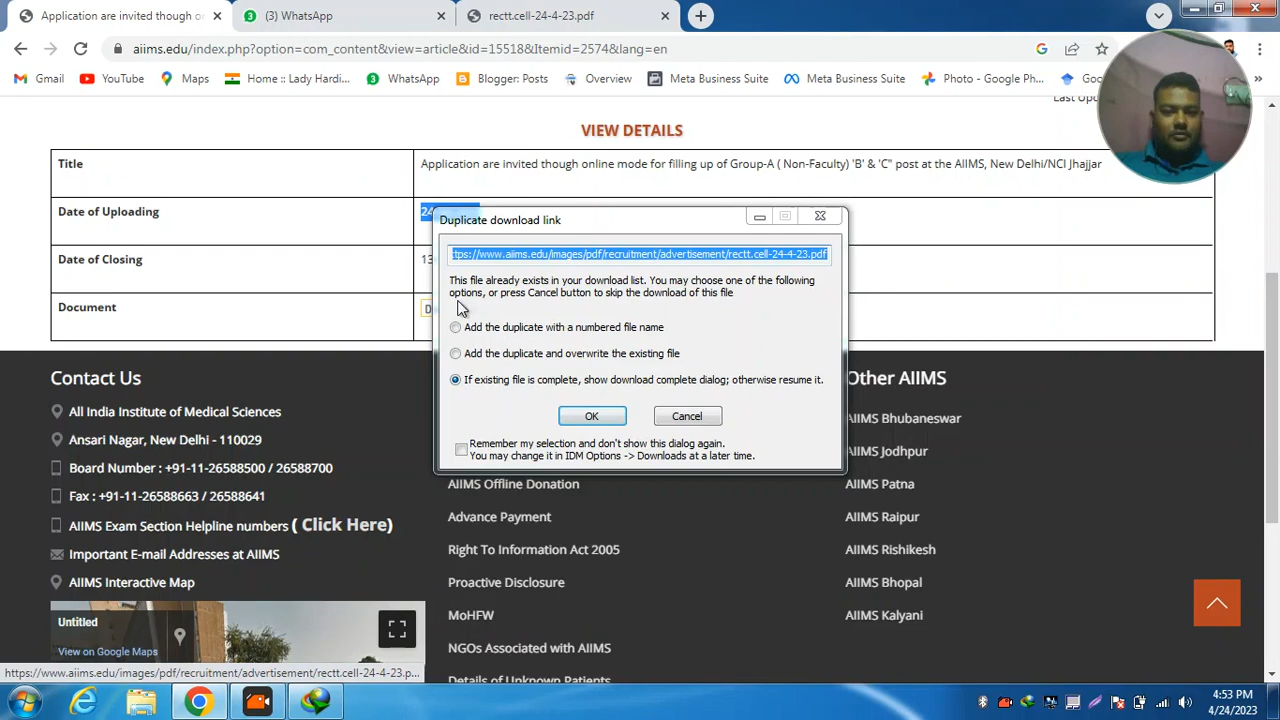 Application are invited though on
(3) WhatsApp
rectt.cell-24-4-23.pdf
aiims.edu/index.php?option=com_content&view=article&id=15518&Itemid=2574&lang=en
Gmail
YouTube
Maps
Home :: Lady Hardi...
WhatsApp
Blogger: Posts
Overview
Meta Business Suite
Meta Business Suite
Photo - Google Ph...
»
VIEW DETAILS
Title
Application are invited though online mode for filling up of Group-A ( Non-Faculty) 'B' & 'C" post at the AIIMS, New Delhi/NCI Jhajjar
Date of Uploading
24
Date of Closing
13
Document
D
Duplicate download link
tps://www.aiims.edu/images/pdf/recruitment/advertisement/rectt.cell-24-4-23.pdf
This file already exists in your download list. You may choose one of the following
options, or press Cancel button to skip the download of this file
Add the duplicate with a numbered file name
Add the duplicate and overwrite the existing file
If existing file is complete, show download complete dialog; otherwise resume it.
OK
Cancel
Remember my selection and don't show this dialog again.
You may change it in IDM Options -> Downloads at a later time.
Contact Us
All India Institute of Medical Sciences
Ansari Nagar, New Delhi - 110029
Board Number : +91-11-26588500 / 26588700
Fax : +91-11-26588663 / 26588641
AIIMS Exam Section Helpline numbers ( Click Here)
Important E-mail Addresses at AIIMS
AIIMS Interactive Map
Untitled
View on Google Maps
AIIMS Offline Donation
Advance Payment
Right To Information Act 2005
Proactive Disclosure
MoHFW
NGOs Associated with AIIMS
Details of Unknown Patients
Other AIIMS
AIIMS Bhubaneswar
AIIMS Jodhpur
AIIMS Patna
AIIMS Raipur
AIIMS Rishikesh
AIIMS Bhopal
AIIMS Kalyani
https://www.aiims.edu/images/pdf/recruitment/advertisement/rectt.cell-24-4-23.p...
4:53 PM
4/24/2023